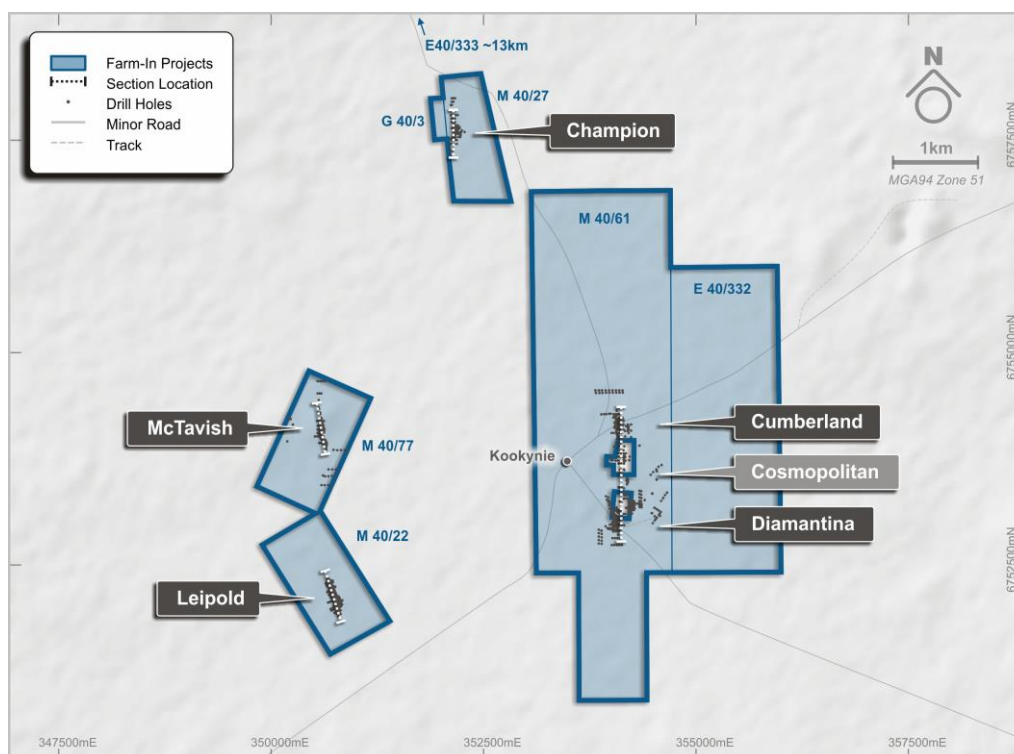 E40/333 ~13km
Farm-In Projects
Section Location
Drill Holes
Minor Road
Track
M 40/27
G 40/3
Champion
N
1km
MGA94 Zone 51
6757500mN
M 40/61
E 40/332
6755000mN
McTavish
M 40/77
Cumberland
Kookynie
Cosmopolitan
Diamantina
M 40/22
Leipold
6752500mN
347500mE
350000mE
352500mE
355000mE
357500mE